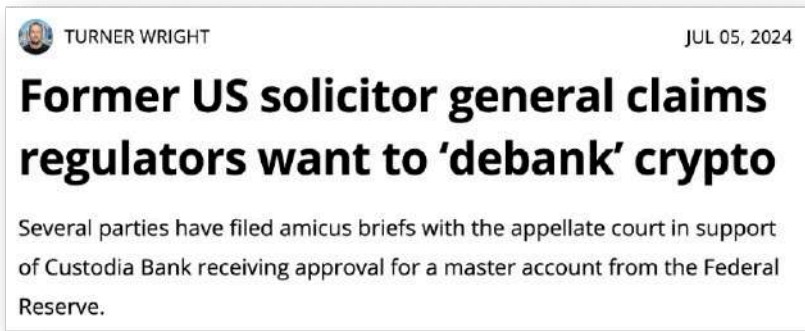 TURNER WRIGHT
JUL 05, 2024
Former US solicitor general claims
regulators want to ‘debank’ crypto
Several parties have filed amicus briefs with the appellate court in support
of Custodia Bank receiving approval for a master account from the Federal
Reserve.